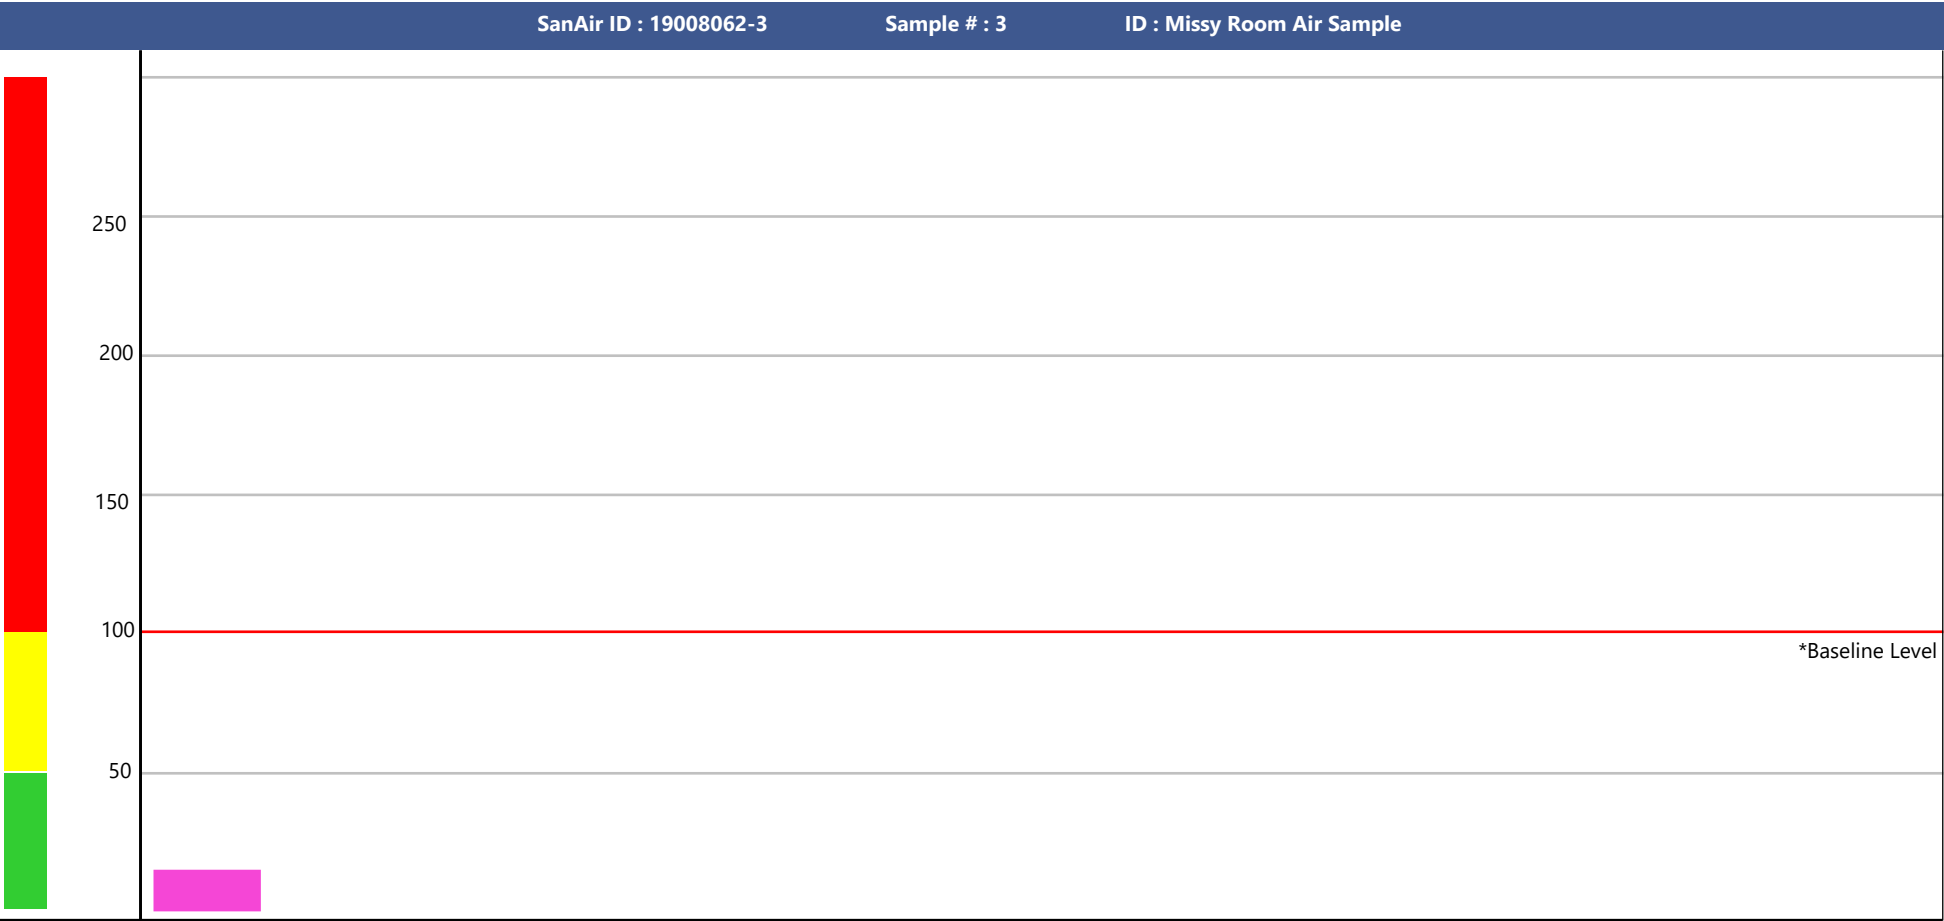 SanAir ID : 19008062-3 Sample # : 3 ID : Missy Room Air Sample
250
200
150
100
*Baseline Level
50